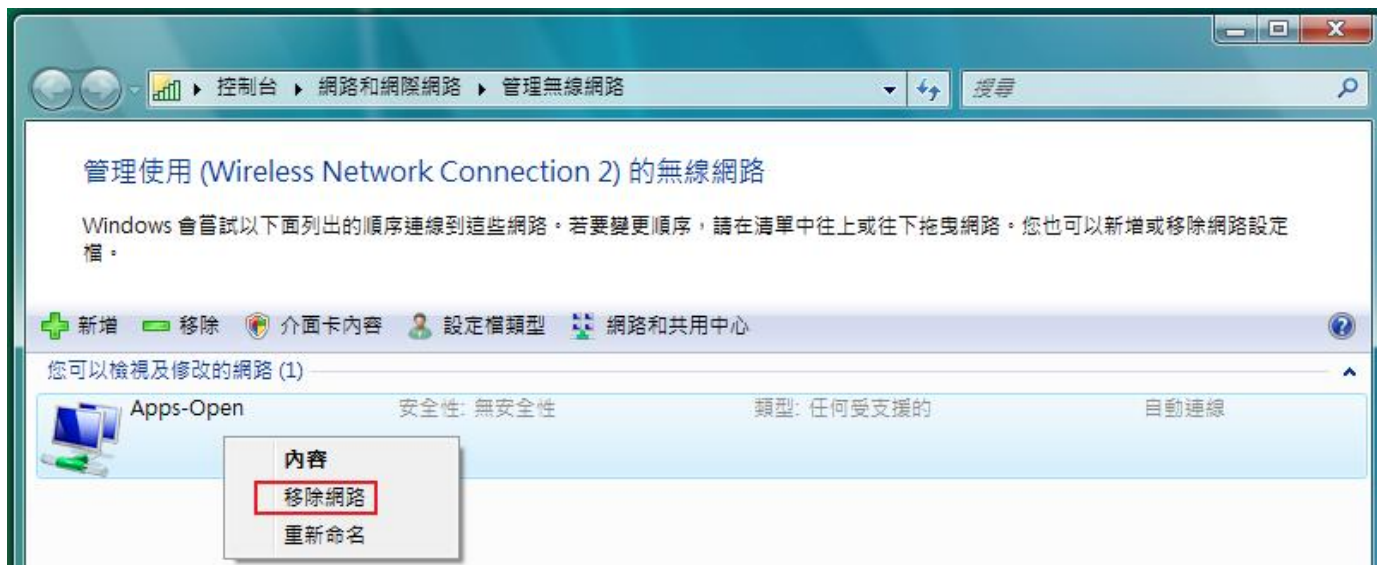 控制台 ▸ 網路和網際網路 ▸ 管理無線網路
搜尋
管理使用 (Wireless Network Connection 2) 的無線網路
Windows 會嘗試以下面列出的順序連線到這些網路。若要變更順序，請在清單中往上或往下拖曳網路。您也可以新增或移除網路設定
檔。
新增 移除 介面卡內容 設定檔類型 網路和共用中心
您可以檢視及修改的網路 (1)
Apps-Open 安全性: 無安全性 類型: 任何受支援的 自動連線
內容
移除網路
重新命名